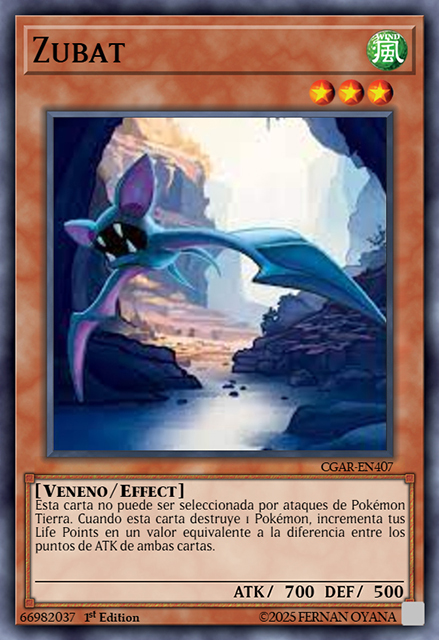 ZUBAT
WIND
風
CGAR-EN407
[VENENO/EFFECT]
Esta carta no puede ser seleccionada por ataques de Pokémon
Tierra. Cuando esta carta destruye 1 Pokémon, incrementa tus
Life Points en un valor equivalente a la diferencia entre los
puntos de ATK de ambas cartas.
ATK/ 700 DEF/ 500
66982037 1st Edition ©2025 FERNAN OYANA